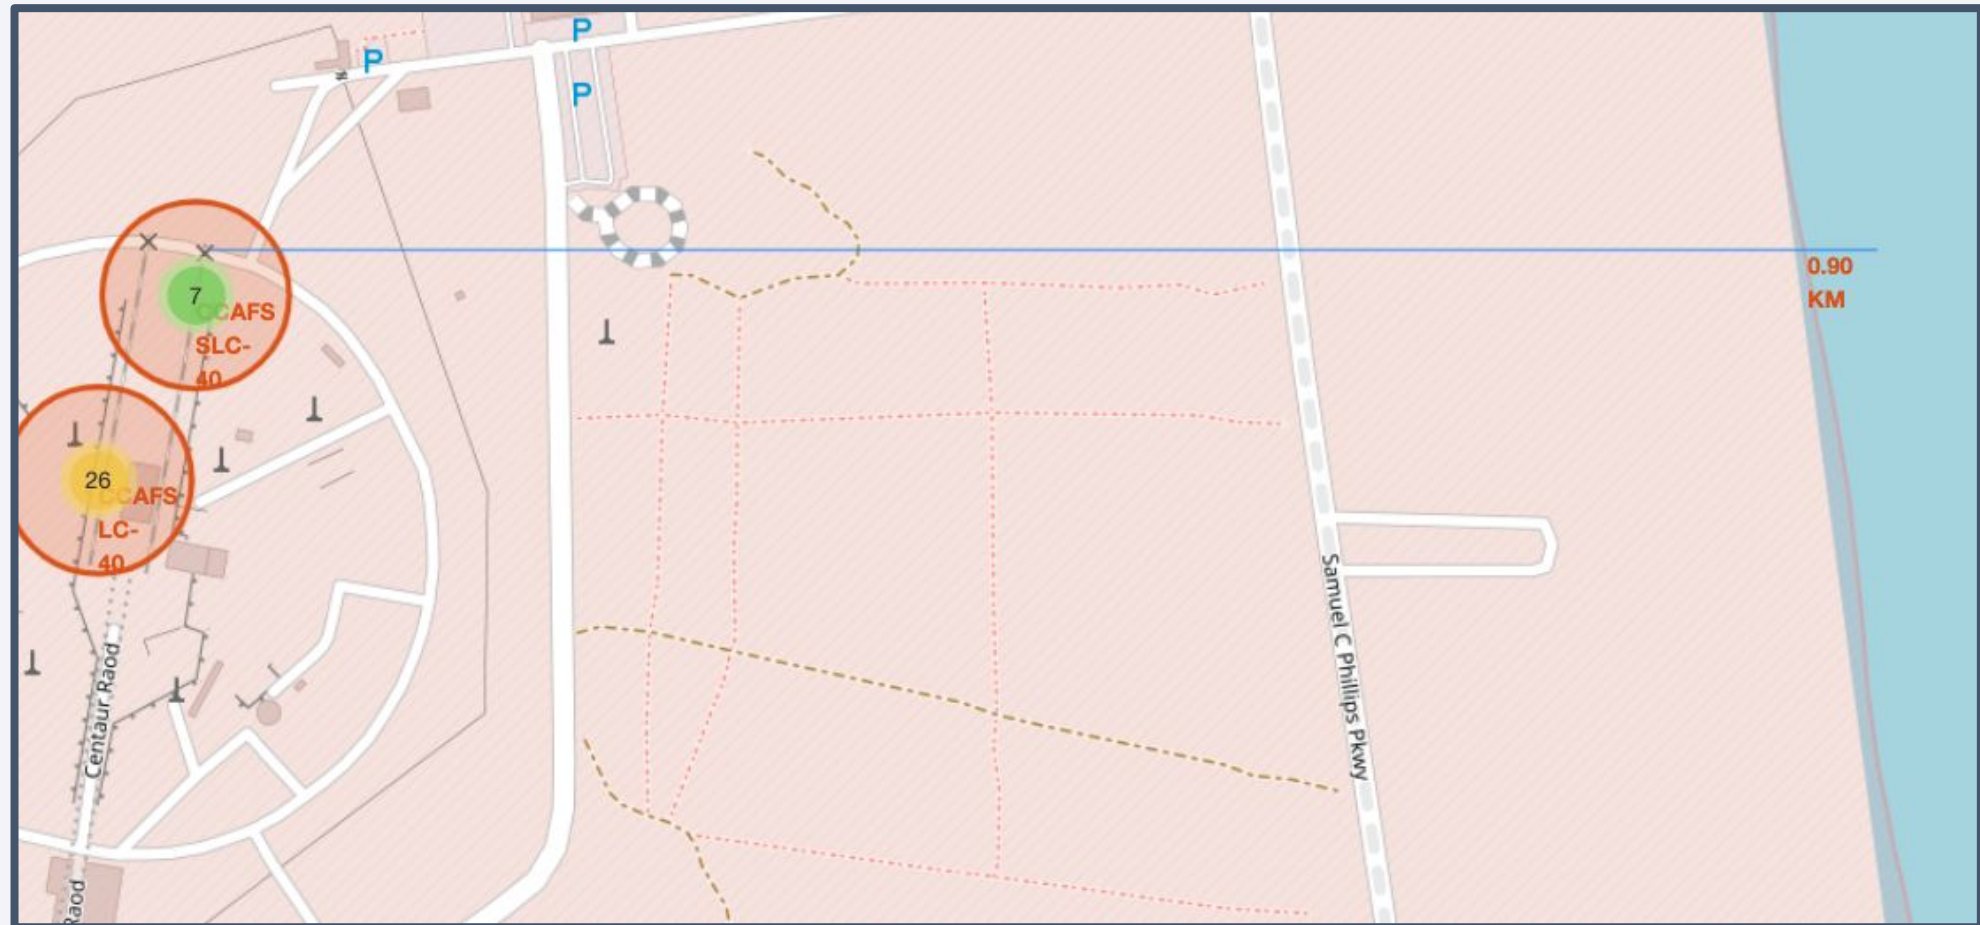 P
P
P
0.90
KM
7
CCAFS
SLC-
40
26
CCAFS
LC-
40
Samuel C Phillips Pkwy
Centaur Raod
Raod